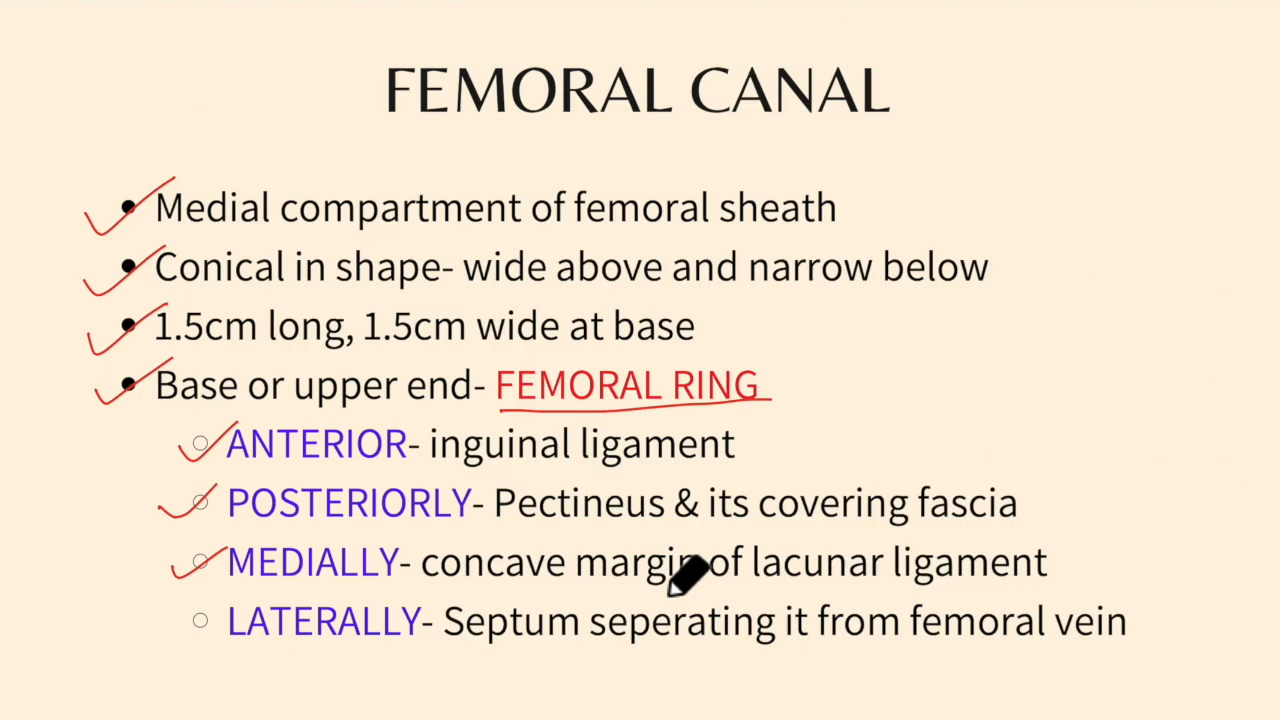 FEMORAL CANAL
• Medial compartment of femoral sheath
• Conical in shape- wide above and narrow below
• 1.5cm long, 1.5cm wide at base
• Base or upper end- FEMORAL RING
○ ANTERIOR- inguinal ligament
○ POSTERIORLY- Pectineus & its covering fascia
○ MEDIALLY- concave margin of lacunar ligament
○ LATERALLY- Septum seperating it from femoral vein